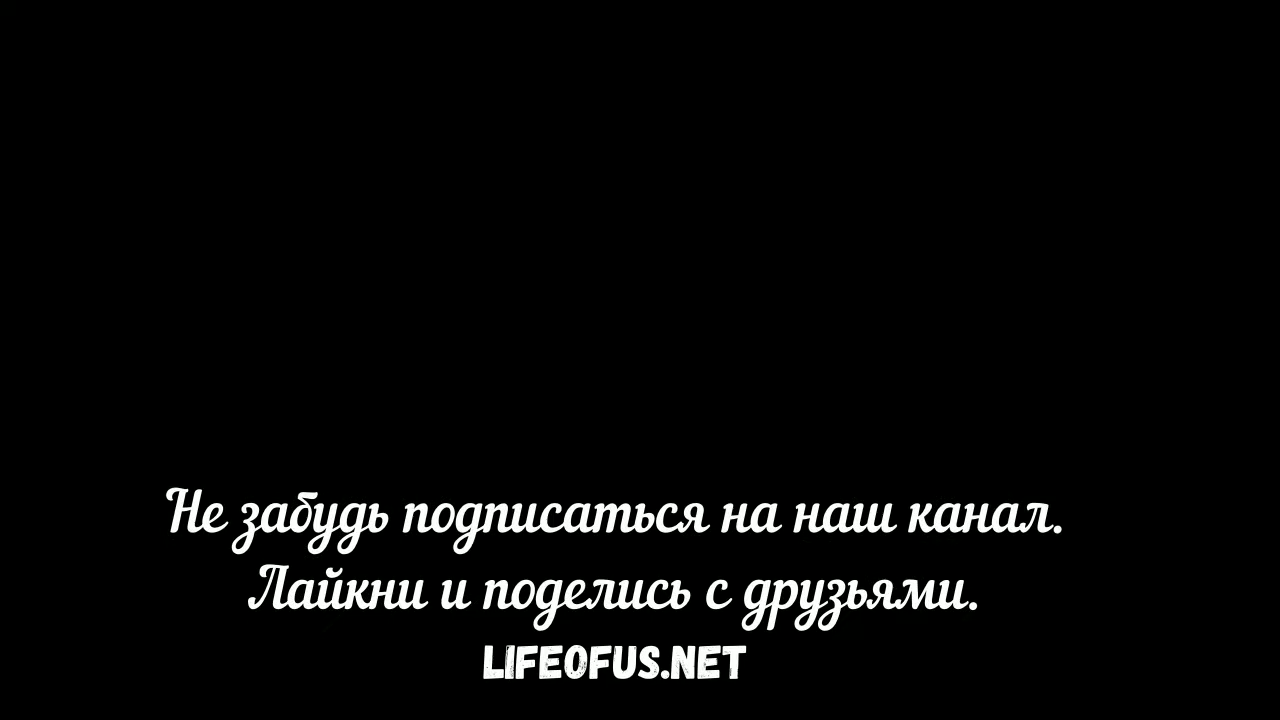 Не забудь подписаться на наш канал.
Лайкни и поделись с друзьями.
LIFEOFUS.NET